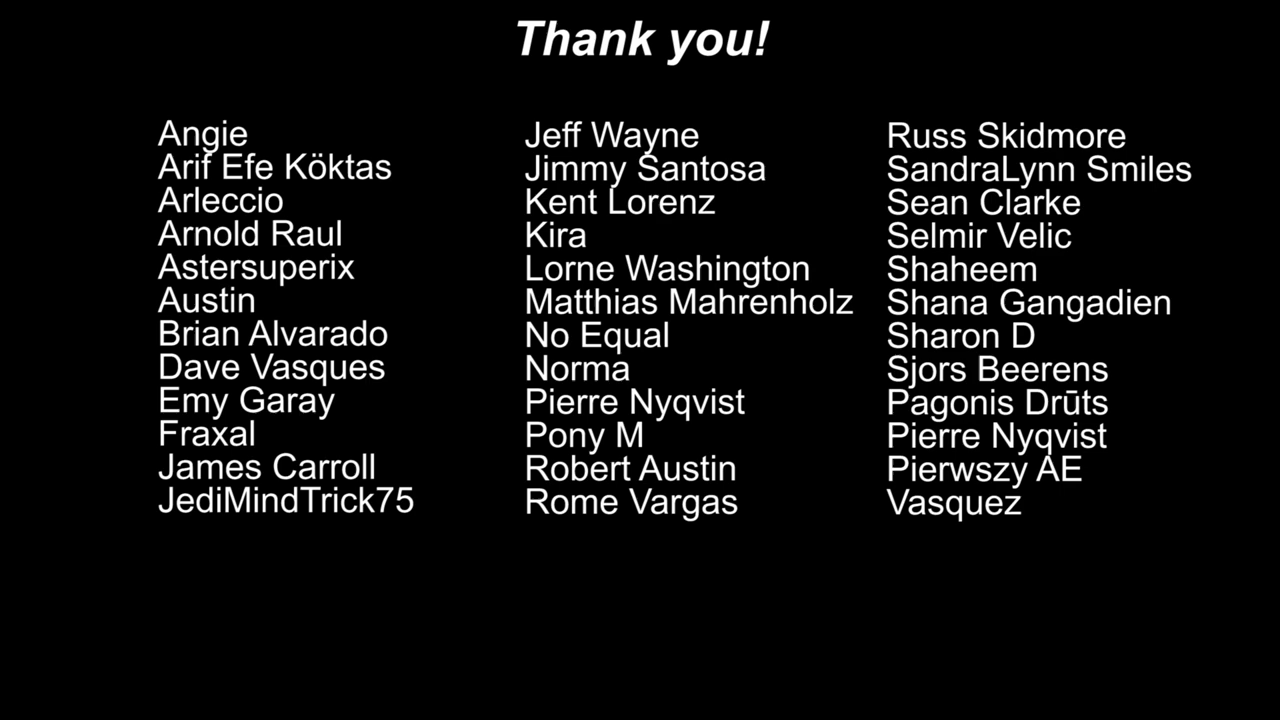 Thank you!
Angie
Arif Efe Köktas
Arleccio
Arnold Raul
Astersuperix
Austin
Brian Alvarado
Dave Vasques
Emy Garay
Fraxal
James Carroll
JediMindTrick75
Jeff Wayne
Jimmy Santosa
Kent Lorenz
Kira
Lorne Washington
Matthias Mahrenholz
No Equal
Norma
Pierre Nyqvist
Pony M
Robert Austin
Rome Vargas
Russ Skidmore
SandraLynn Smiles
Sean Clarke
Selmir Velic
Shaheem
Shana Gangadien
Sharon D
Sjors Beerens
Pagonis Drūts
Pierre Nyqvist
Pierwszy AE
Vasquez